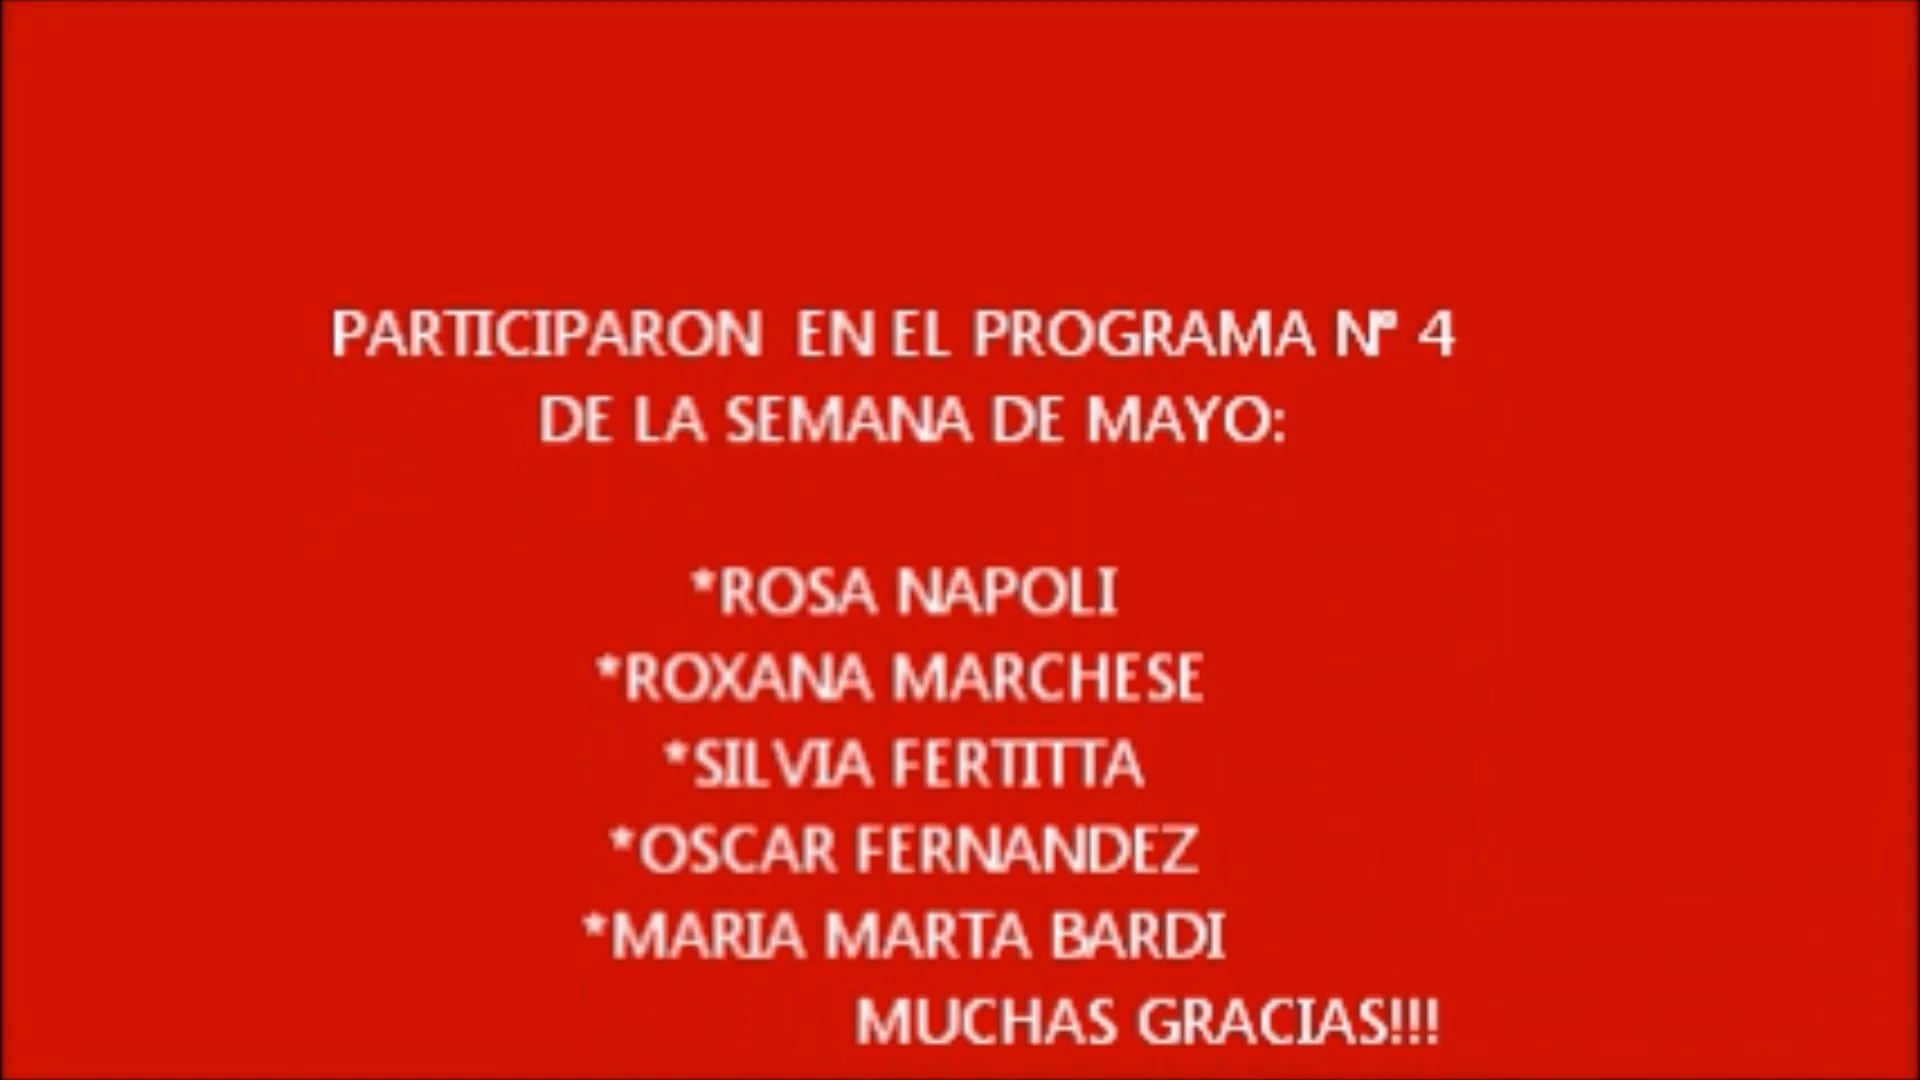 PARTICIPARON EN EL PROGRAMA Nº 4
DE LA SEMANA DE MAYO:
*ROSA NAPOLI
*ROXANA MARCHESE
*SILVIA FERTITTA
*OSCAR FERNANDEZ
*MARIA MARTA BARDI
MUCHAS GRACIAS!!!